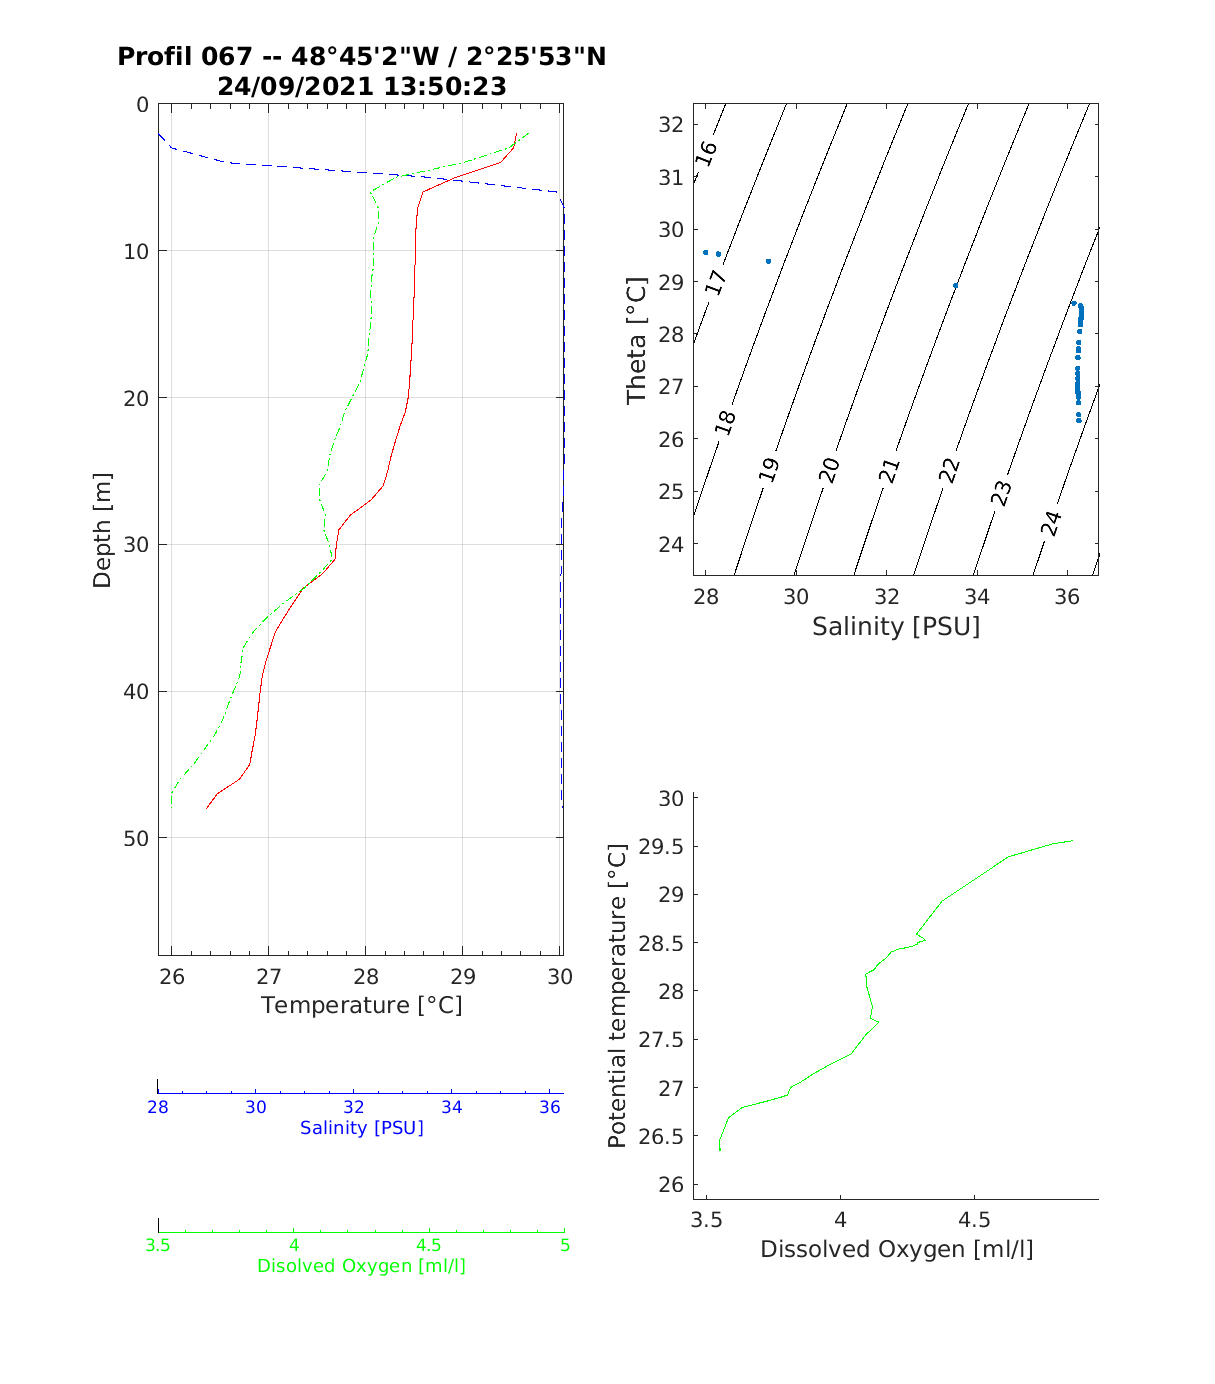 Profil 067 -- 48°45'2"W / 2°25'53"N
24/09/2021 13:50:23
0
10
20
30
40
50
Depth [m]
26 27 28 29 30
Temperature [°C]
28 30 32 34 36
Salinity [PSU]
3.5 4 4.5 5
Disolved Oxygen [ml/l]
32
31
30
29
28
27
26
25
24
Theta [°C]
16
17
18
19
20
21
22
23
24
28 30 32 34 36
Salinity [PSU]
30
29.5
29
28.5
28
27.5
27
26.5
26
Potential temperature [°C]
3.5 4 4.5
Dissolved Oxygen [ml/l]